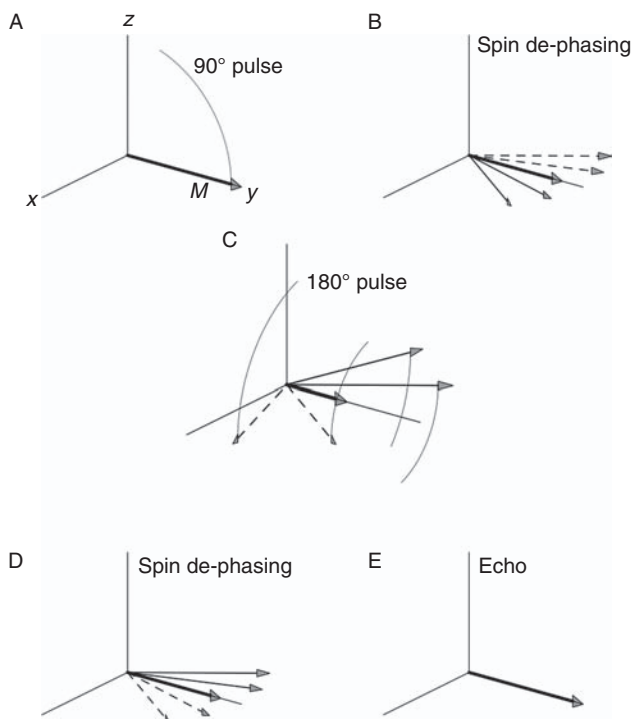 A
z
90° pulse
x
M
y
B
Spin de-phasing
C
180° pulse
D
Spin de-phasing
E
Echo